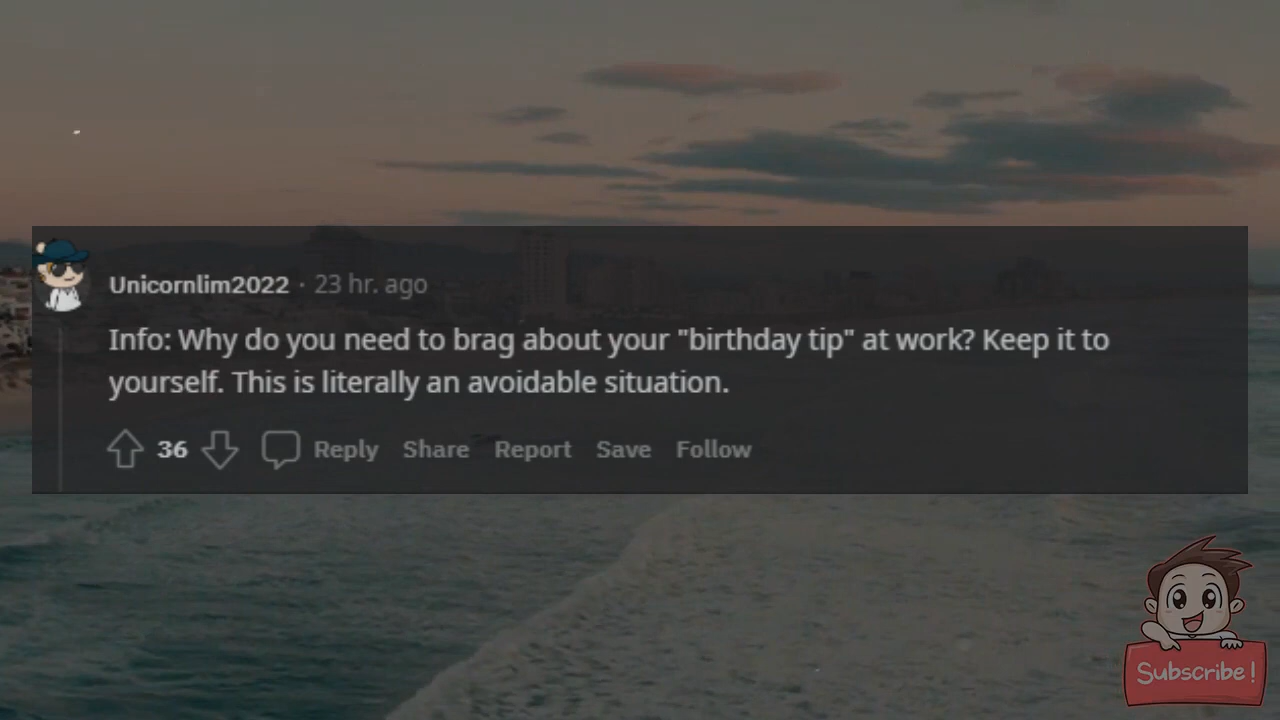 Unicornlim2022 · 23 hr. ago
Info: Why do you need to brag about your "birthday tip" at work? Keep it to
yourself. This is literally an avoidable situation.
36 Reply Share Report Save Follow
Subscribe!